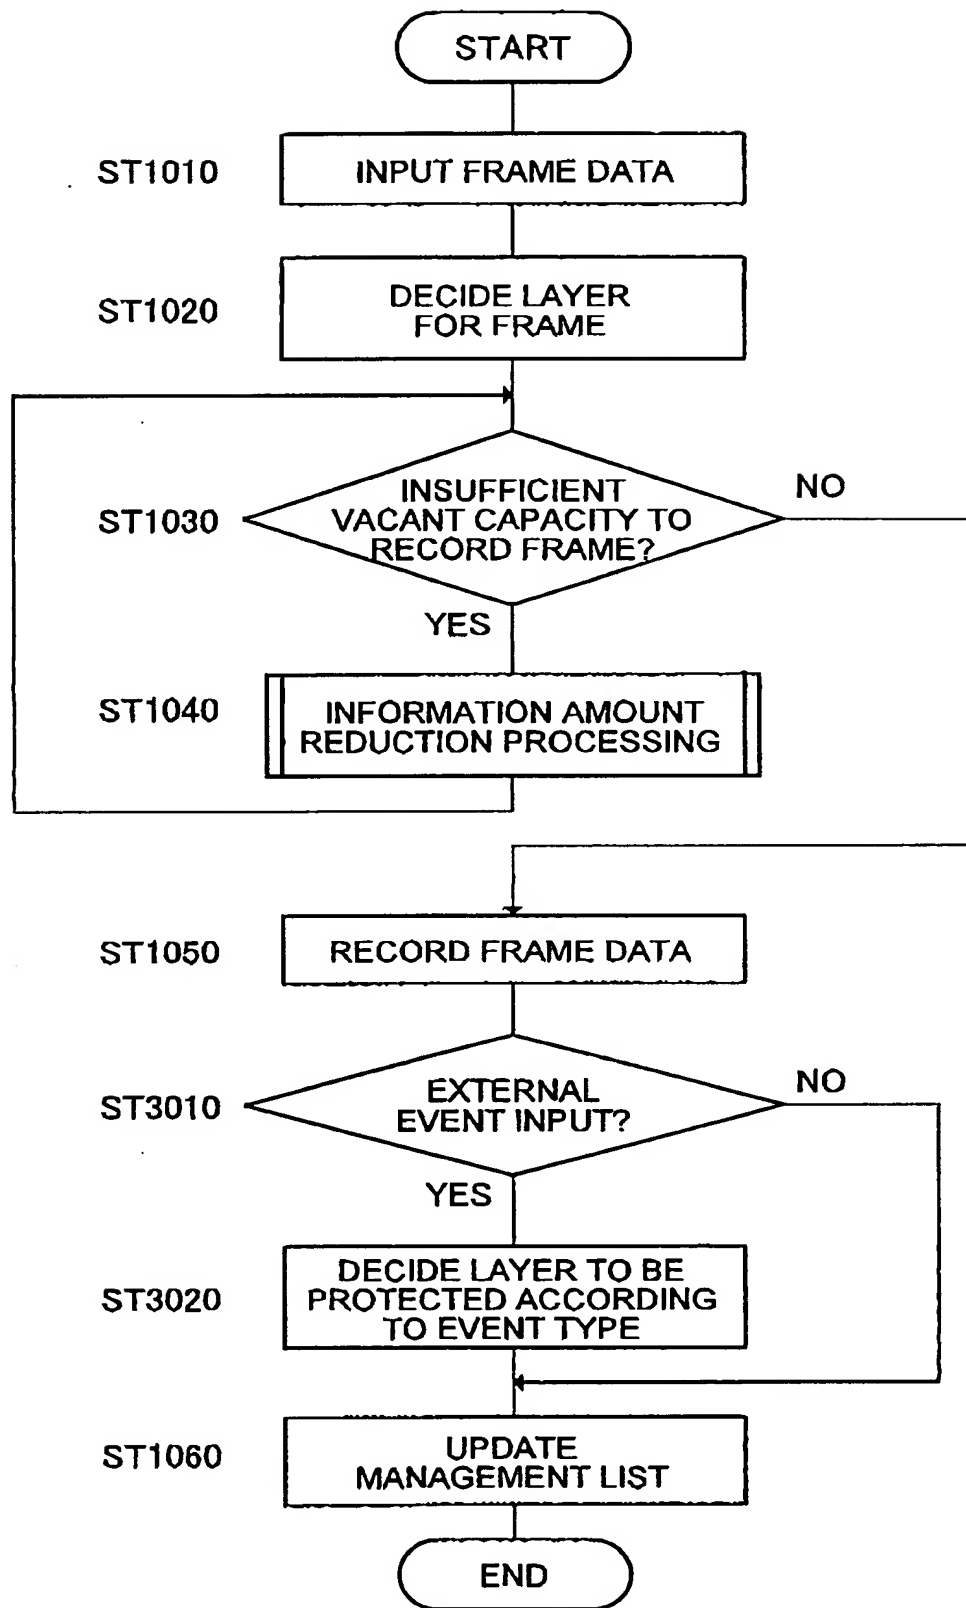 START
ST1010
INPUT FRAME DATA
ST1020
DECIDE LAYER
FOR FRAME
ST1030
INSUFFICIENT
VACANT CAPACITY TO
RECORD FRAME?
NO
YES
ST1040
INFORMATION AMOUNT
REDUCTION PROCESSING
ST1050
RECORD FRAME DATA
ST3010
EXTERNAL
EVENT INPUT?
NO
YES
ST3020
DECIDE LAYER TO BE
PROTECTED ACCORDING
TO EVENT TYPE
ST1060
UPDATE
MANAGEMENT LIST
END